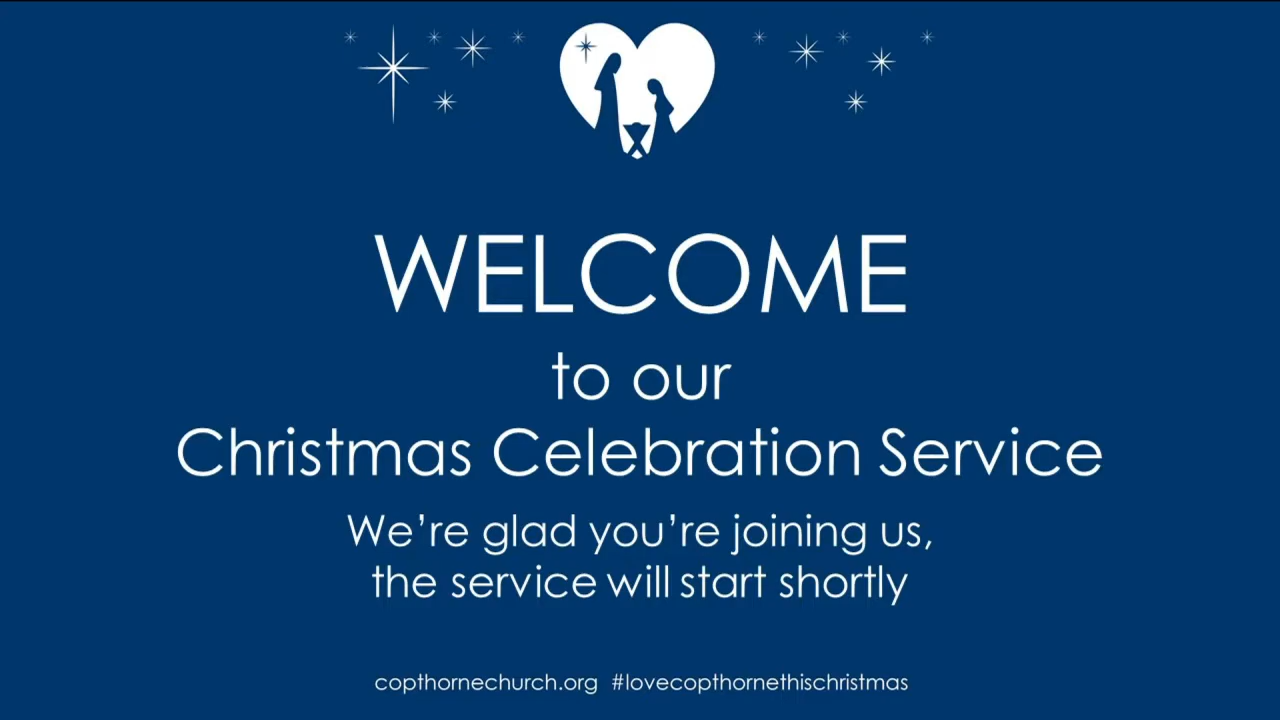 WELCOME
to our
Christmas Celebration Service
We’re glad you’re joining us,
the service will start shortly
copthornechurch.org #lovecopthornethischristmas